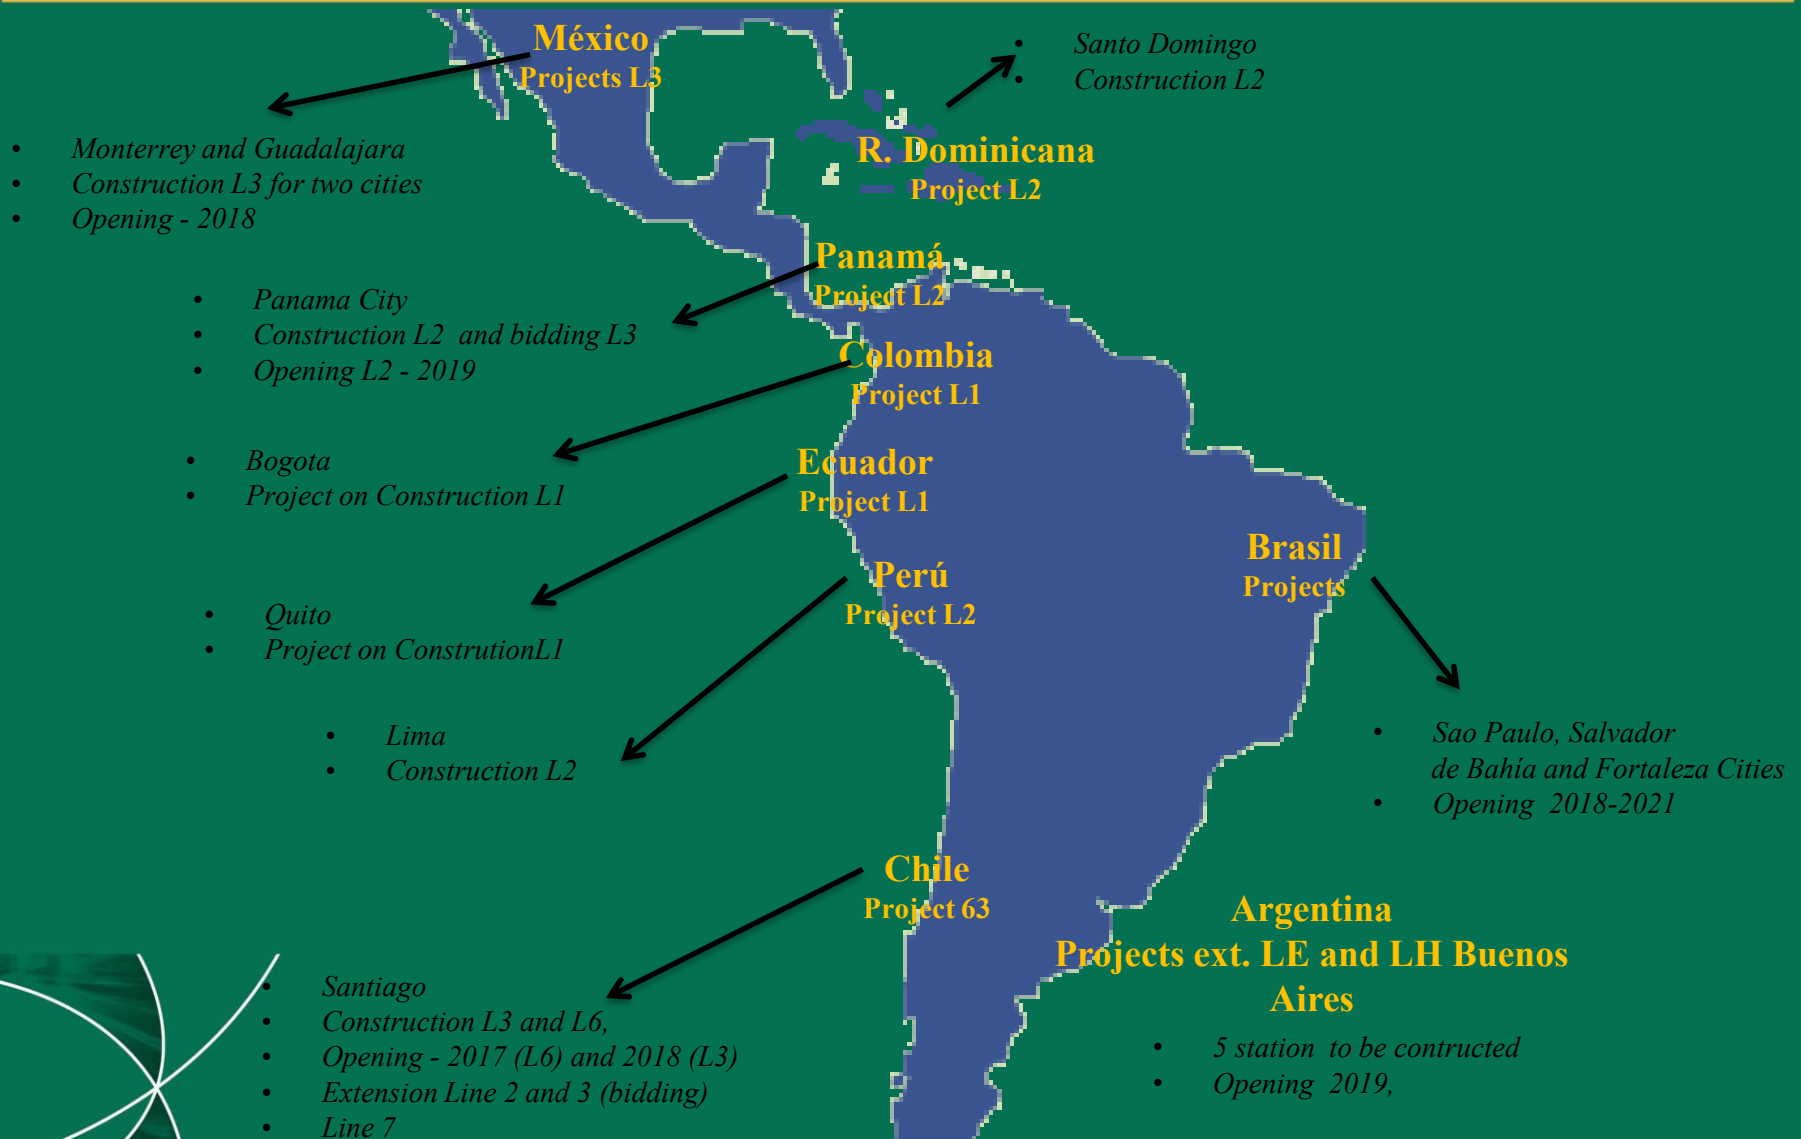 México
Projects L3
• Santo Domingo
• Construction L2
• Monterrey and Guadalajara
• Construction L3 for two cities
• Opening - 2018
R. Dominicana
Project L2
Panamá
Project L2
• Panama City
• Construction L2 and bidding L3
• Opening L2 - 2019
Colombia
Project L1
• Bogota
• Project on Construction L1
Ecuador
Project L1
• Quito
• Project on ConstrutionL1
Perú
Project L2
• Lima
• Construction L2
Brasil
Projects
• Sao Paulo, Salvador
de Bahía and Fortaleza Cities
• Opening 2018-2021
Chile
Project 63
• Santiago
• Construction L3 and L6,
• Opening - 2017 (L6) and 2018 (L3)
• Extension Line 2 and 3 (bidding)
• Line 7
Argentina
Projects ext. LE and LH Buenos
Aires
• 5 station to be contructed
• Opening 2019,